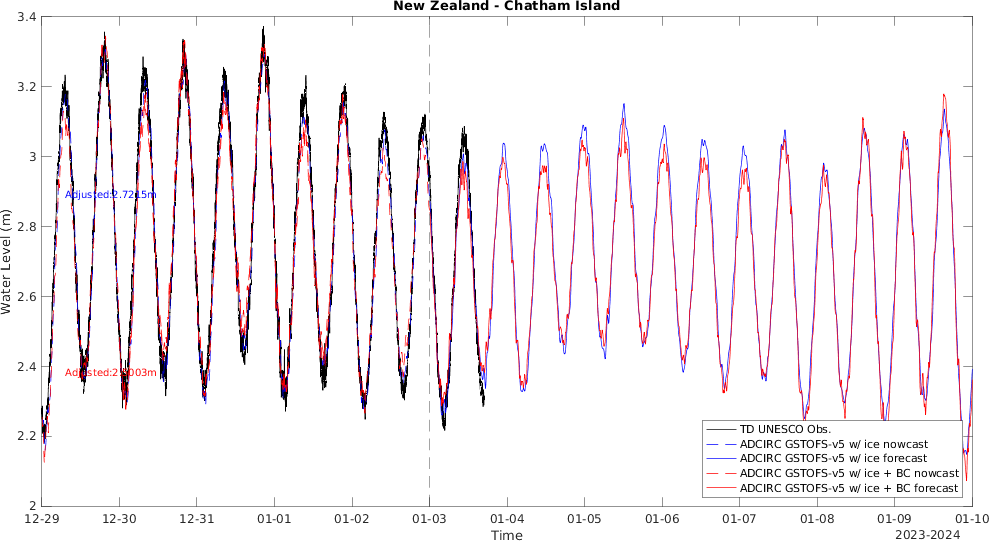 New Zealand - Chatham Island
3.4
3.2
3
2.8
2.6
2.4
2.2
2
Water Level (m)
Adjusted:2.7215m
12-29
12-30
12-31
01-01
01-02
01-03
01-04
01-05
01-06
01-07
01-08
01-09
01-10
Time
2023-2024
TD UNESCO Obs.
ADCIRC GSTOFS-v5 w/ ice nowcast
ADCIRC GSTOFS-v5 w/ ice forecast
ADCIRC GSTOFS-v5 w/ ice + BC nowcast
ADCIRC GSTOFS-v5 w/ ice + BC forecast